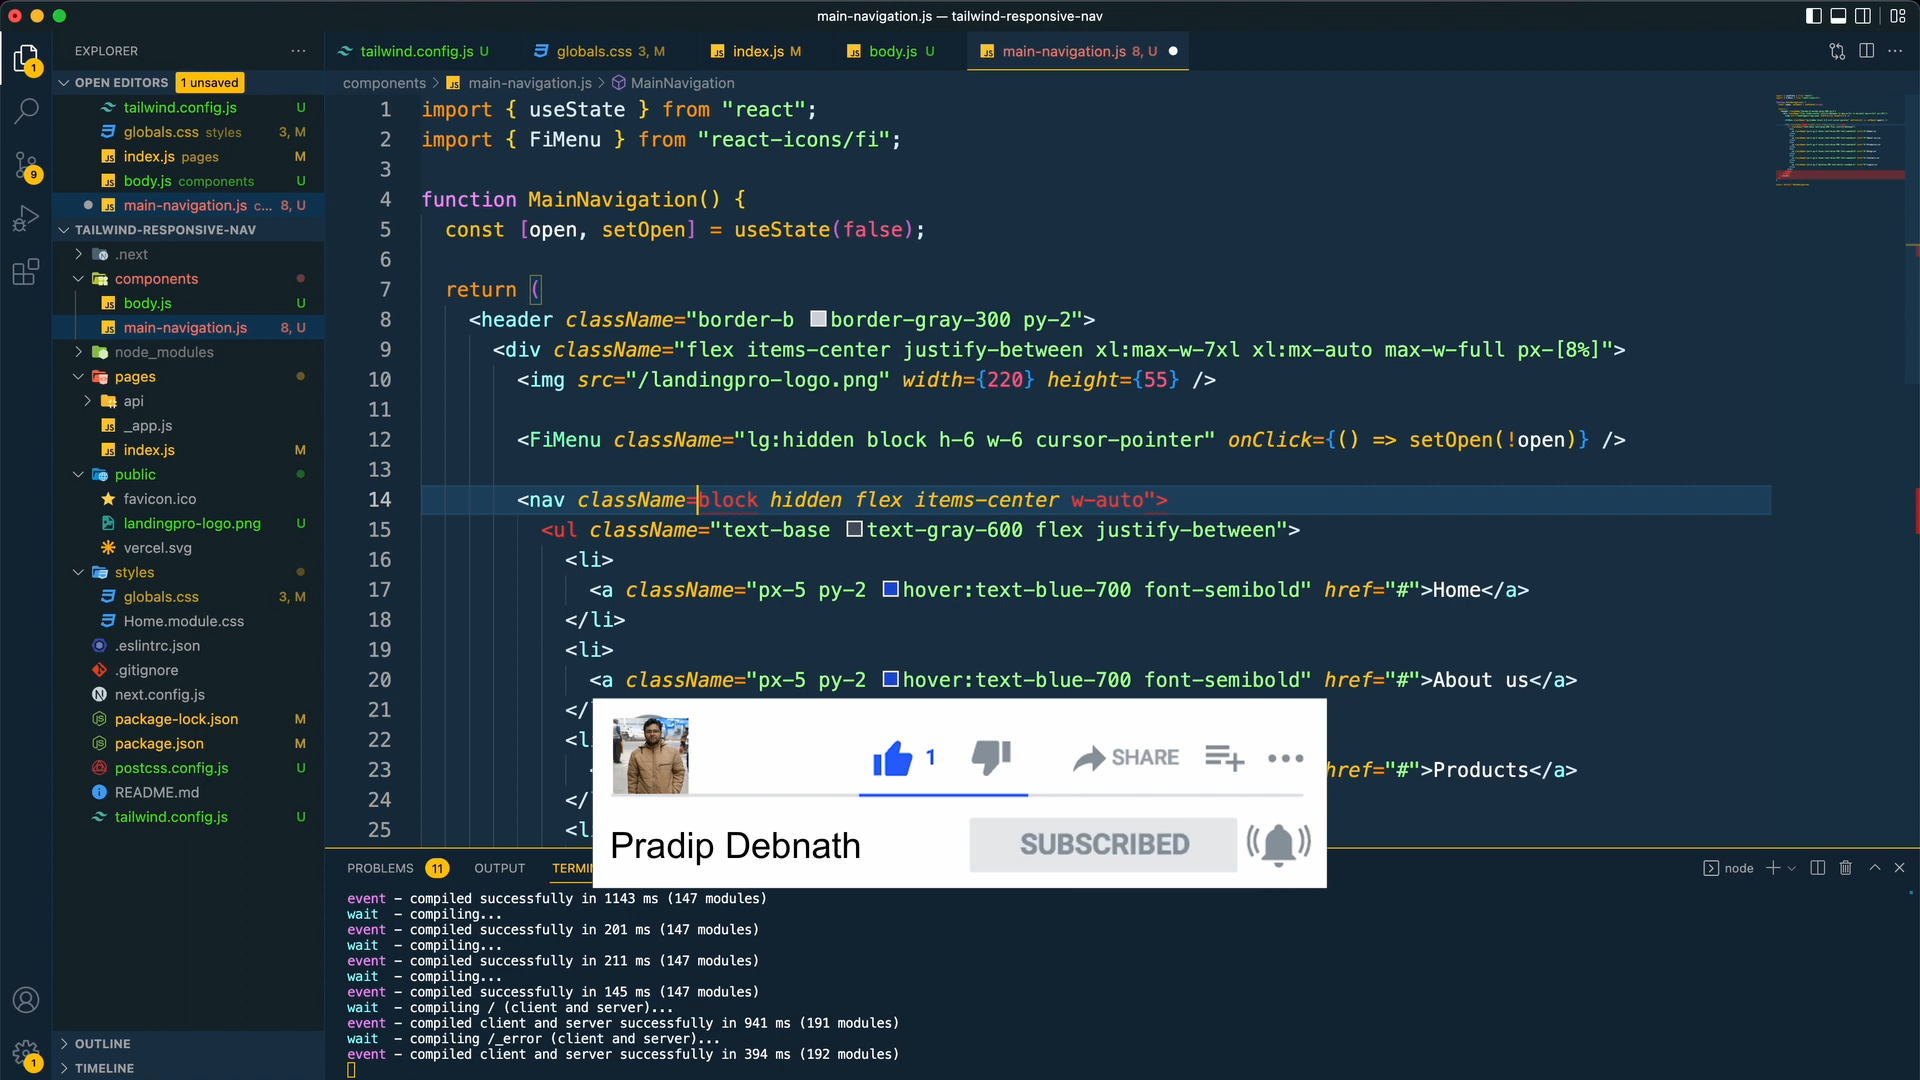 main-navigation.js — tailwind-responsive-nav
EXPLORER
OPEN EDITORS 1 unsaved
tailwind.config.js U
globals.css styles 3, M
index.js pages M
body.js components U
main-navigation.js c... 8, U
TAILWIND-RESPONSIVE-NAV
.next
components
body.js U
main-navigation.js 8, U
node_modules
pages
api
_app.js
index.js M
public
favicon.ico
landingpro-logo.png U
vercel.svg
styles
globals.css 3, M
Home.module.css
.eslintrc.json
.gitignore
next.config.js
package-lock.json M
package.json M
postcss.config.js U
README.md
tailwind.config.js U
OUTLINE
TIMELINE
1
9
1
tailwind.config.js U globals.css 3, M index.js M body.js U main-navigation.js 8, U
components > main-navigation.js > MainNavigation
1 import { useState } from "react";
2 import { FiMenu } from "react-icons/fi";
3
4 function MainNavigation() {
5 const [open, setOpen] = useState(false);
6
7 return (
8 <header className="border-b border-gray-300 py-2">
9 <div className="flex items-center justify-between xl:max-w-7xl xl:mx-auto max-w-full px-[8%]">
10 <img src="/landingpro-logo.png" width={220} height={55} />
11
12 <FiMenu className="lg:hidden block h-6 w-6 cursor-pointer" onClick={() => setOpen(!open)} />
13
14 <nav className=block hidden flex items-center w-auto">
15 <ul className="text-base text-gray-600 flex justify-between">
16 <li>
17 <a className="px-5 py-2 hover:text-blue-700 font-semibold" href="#">Home</a>
18 </li>
19 <li>
20 <a className="px-5 py-2 hover:text-blue-700 font-semibold" href="#">About us</a>
21 </
22 <l
23 href="#">Products</a>
24 </
25 <l
1 SHARE
Pradip Debnath SUBSCRIBED
PROBLEMS 11 OUTPUT TERMIN node
event - compiled successfully in 1143 ms (147 modules)
wait - compiling...
event - compiled successfully in 201 ms (147 modules)
wait - compiling...
event - compiled successfully in 211 ms (147 modules)
wait - compiling...
event - compiled successfully in 145 ms (147 modules)
wait - compiling / (client and server)...
event - compiled client and server successfully in 941 ms (191 modules)
wait - compiling /_error (client and server)...
event - compiled client and server successfully in 394 ms (192 modules)